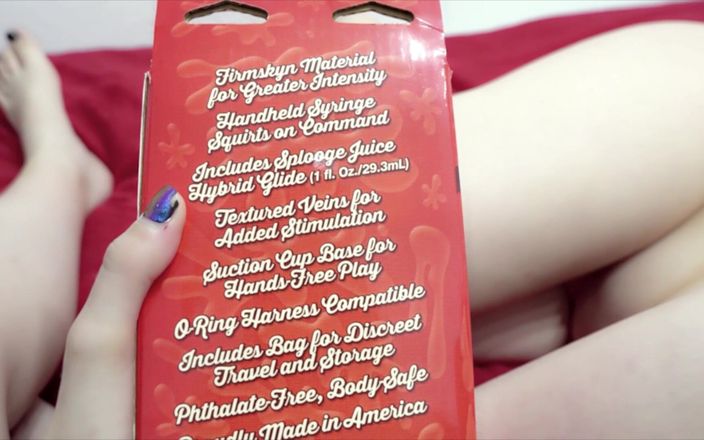 Firmskyn Material
for Greater Intensity
Handheld Syringe
Squirts on Command
Includes Splooge Juice
Hybrid Glide (1 fl. Oz./29.3mL)
Textured Veins for
Added Stimulation
Suction Cup Base for
Hands-Free Play
O-Ring Harness Compatible
Includes Bag for Discreet
Travel and Storage
Phthalate-Free, Body-Safe
Proudly Made in America